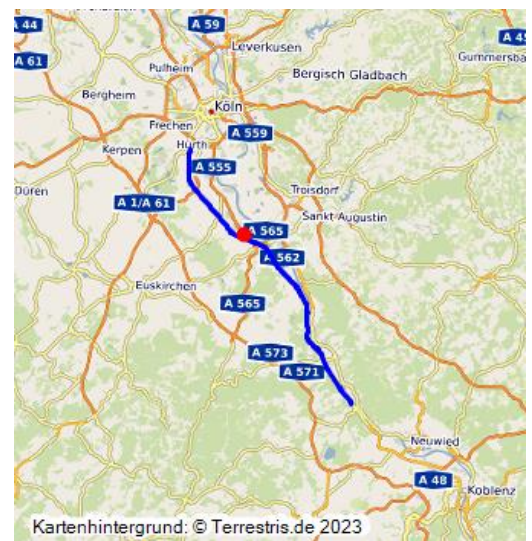 A 44
A 59
Leverkusen
A 45
A 61
Pulheim
Gummersba
Bergheim
Bergisch Gladbach
Köln
Frechen
A 559
Kerpen
Hürth
A 555
Düren
Troisdorf
A 1/A 61
Sankt Augustin
A 565
A 562
Euskirchen
A 565
A 573
A 571
Neuwied
A 48
Koblenz
Kartenhintergrund: © Terrestris.de 2023